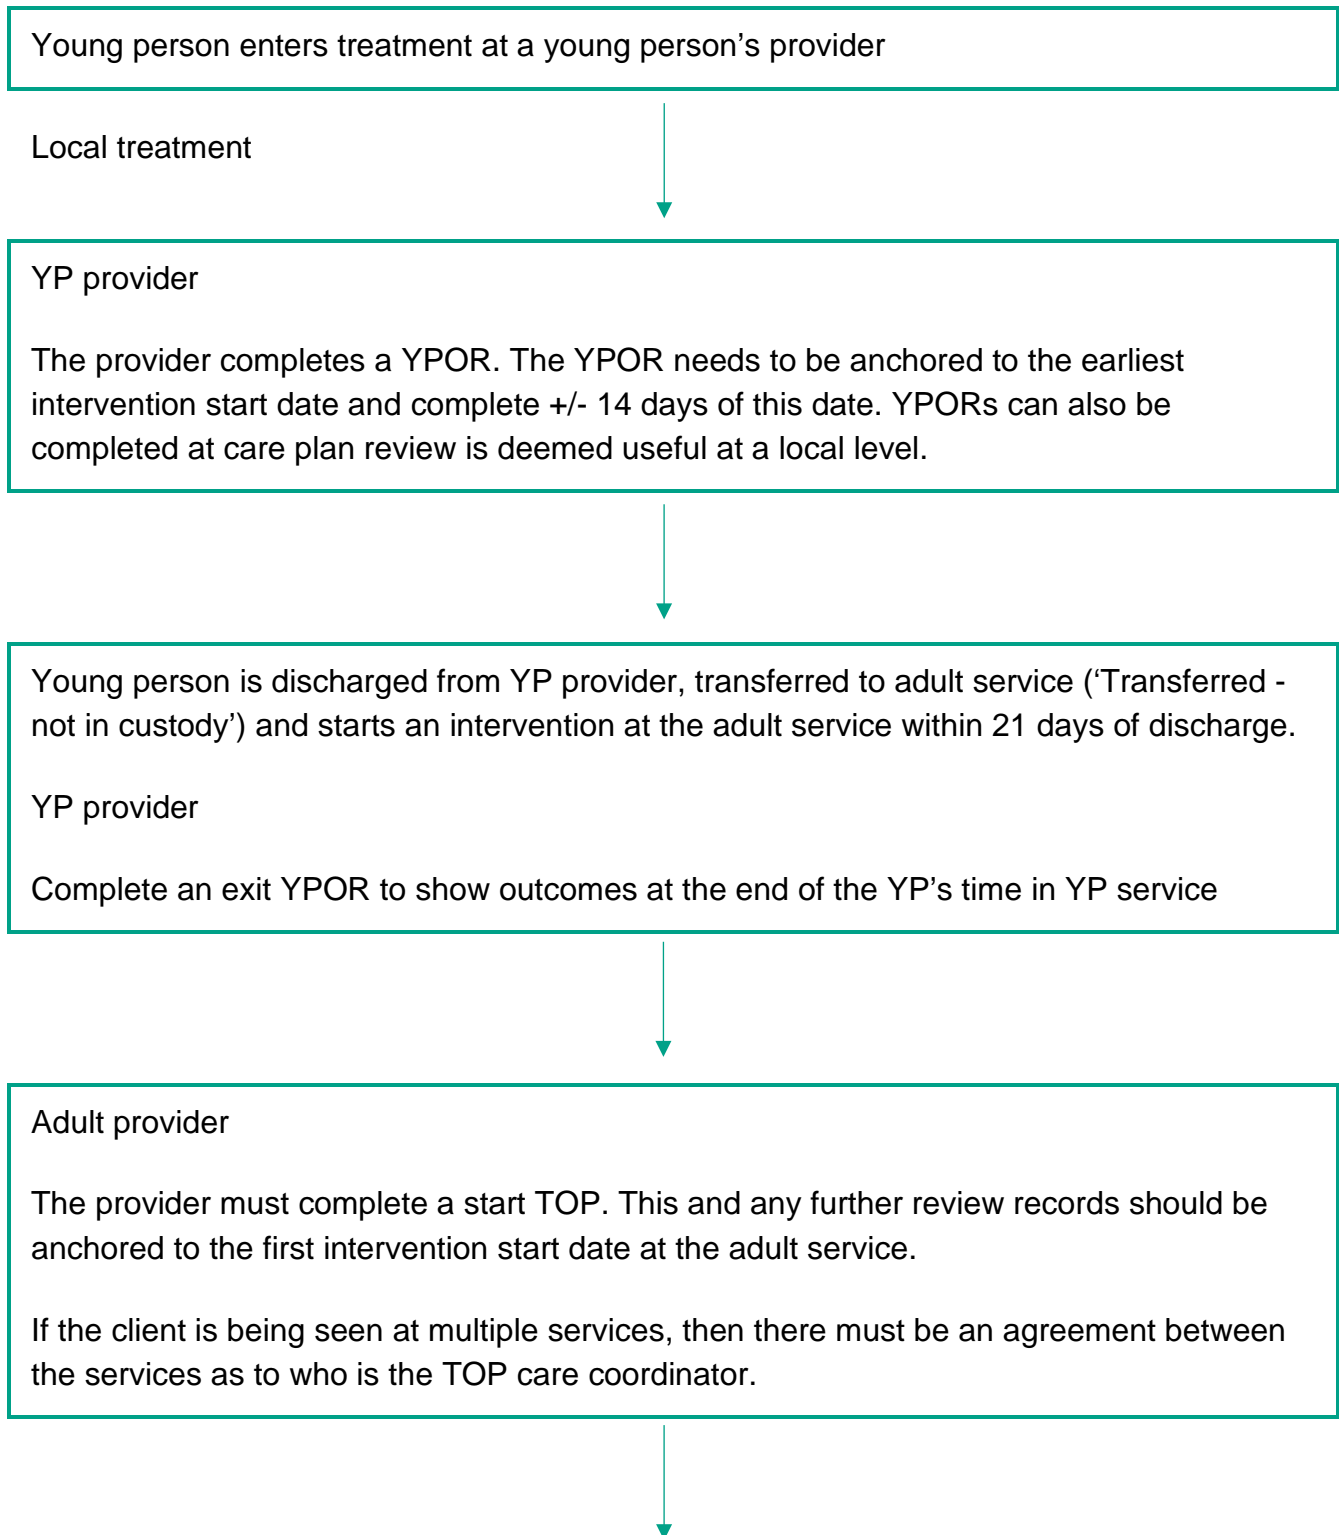 Young person enters treatment at a young person’s provider
Local treatment
YP provider
The provider completes a YPOR. The YPOR needs to be anchored to the earliest
intervention start date and complete +/- 14 days of this date. YPORs can also be
completed at care plan review is deemed useful at a local level.
Young person is discharged from YP provider, transferred to adult service (‘Transferred -
not in custody’) and starts an intervention at the adult service within 21 days of discharge.
YP provider
Complete an exit YPOR to show outcomes at the end of the YP’s time in YP service
Adult provider
The provider must complete a start TOP. This and any further review records should be
anchored to the first intervention start date at the adult service.
If the client is being seen at multiple services, then there must be an agreement between
the services as to who is the TOP care coordinator.